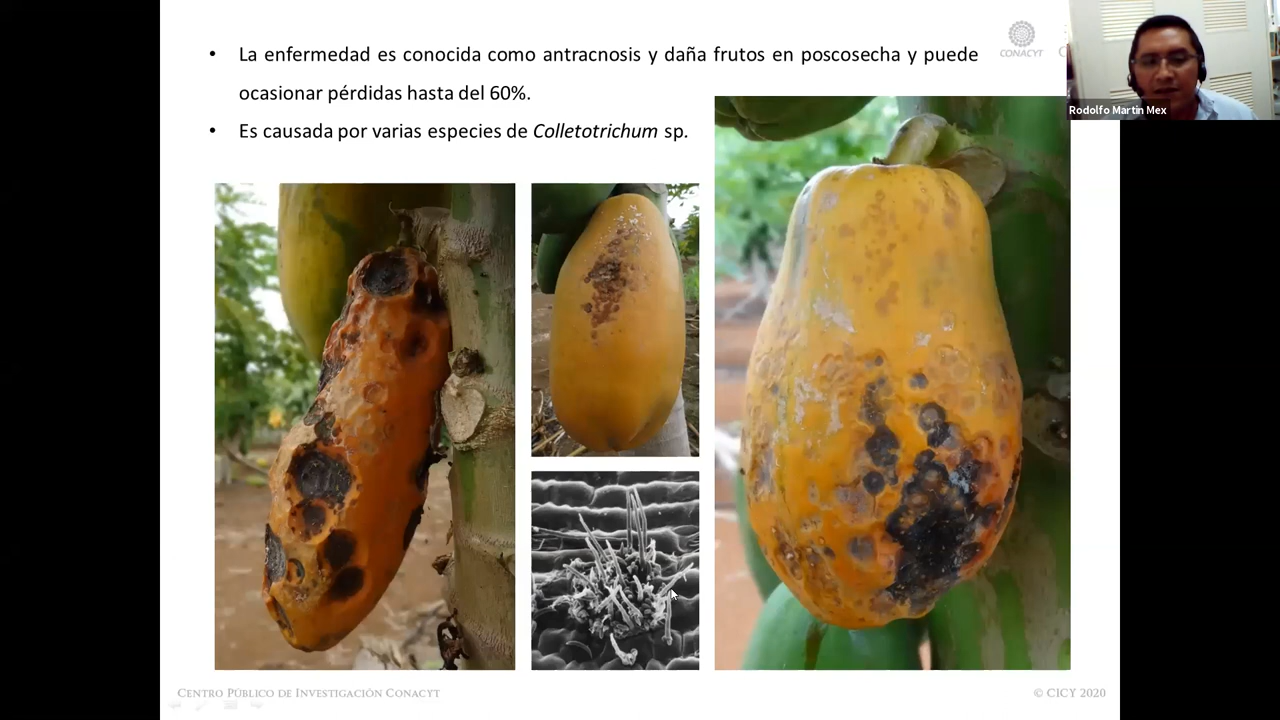 • La enfermedad es conocida como antracnosis y daña frutos en poscosecha y puede
ocasionar pérdidas hasta del 60%.
• Es causada por varias especies de Colletotrichum sp.
CONACYT
Rodolfo Martin Mex
CENTRO PÚBLICO DE INVESTIGACIÓN CONACYT
© CICY 2020